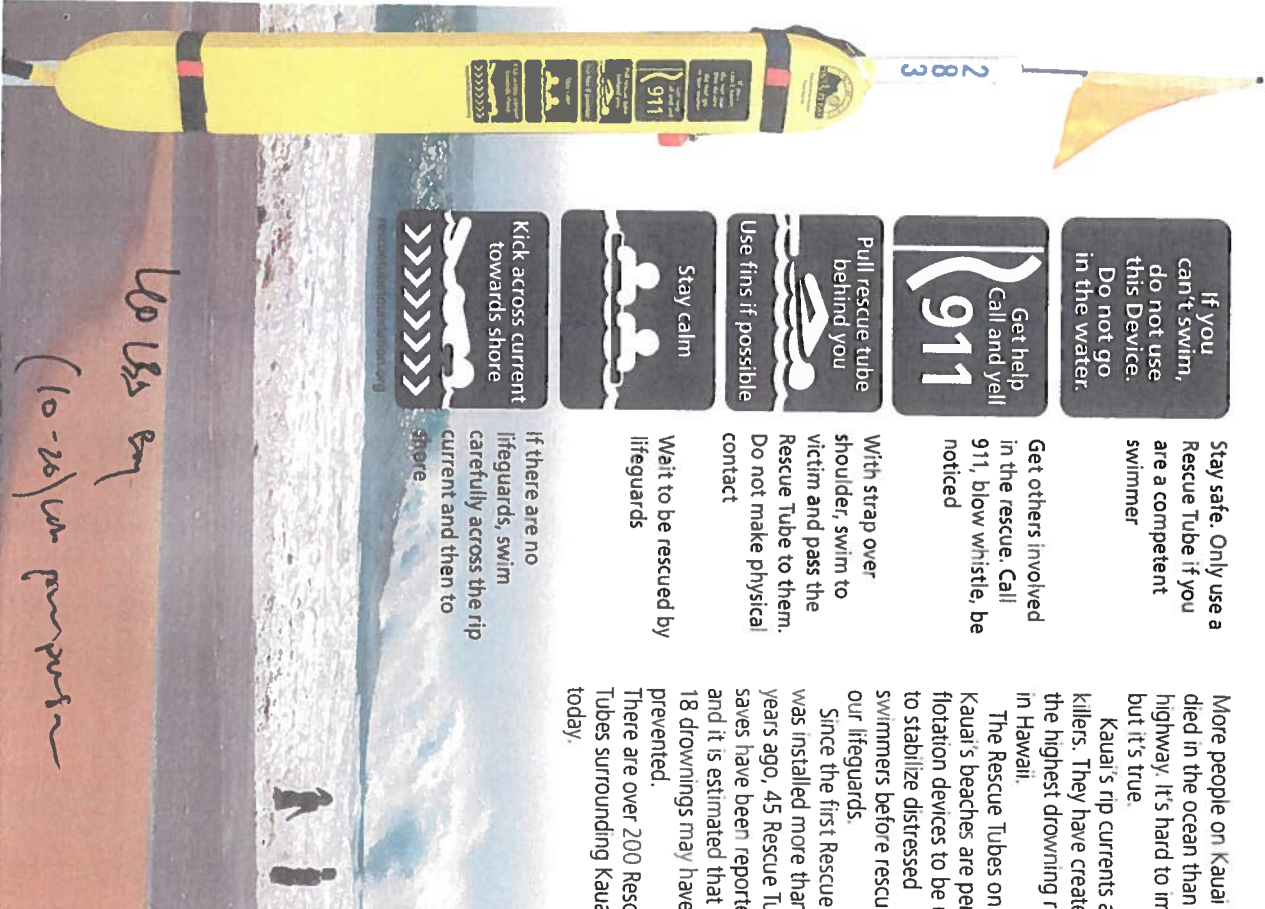 283
If you
can't swim,
do not use
this Device.
Do not go
in the water.
Stay safe. Only use a
Rescue Tube if you
are a competent
swimmer
Get help
Call and yell
911
Get others involved
in the rescue. Call
911, blow whistle, be
noticed
Pull rescue tube
behind you
Use fins if possible
With strap over
shoulder, swim to
victim and pass the
Rescue Tube to them.
Do not make physical
contact
Stay calm
Wait to be rescued by
lifeguards
Kick across current
towards shore
If there are no
lifeguards, swim
carefully across the rip
current and then to
shore
rescuetubefoundation.org
More people on Kauai
died in the ocean than
highway. It's hard to im
but it's true.
Kauai's rip currents a
killers. They have create
the highest drowning r
in Hawaii.
The Rescue Tubes on
Kauai's beaches are per
flotation devices to be u
to stabilize distressed
swimmers before rescu
our lifeguards.
Since the first Rescue
was installed more than
years ago, 45 Rescue Tu
saves have been reporte
and it is estimated that
18 drownings may have
prevented.
There are over 200 Resc
Tubes surrounding Kaua
today.
60 lbs
(10-26)